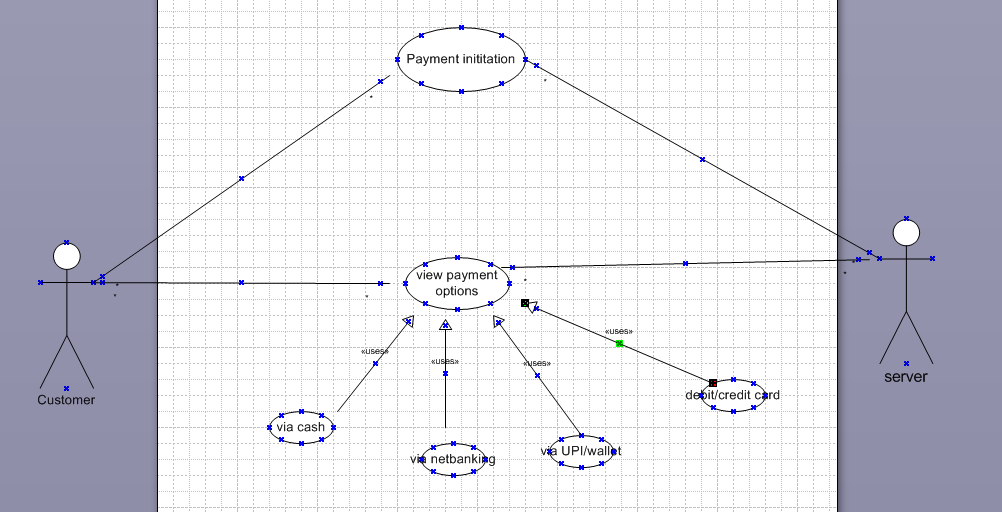 Payment inititation
*
*
view payment
options
*
*
*
*
«uses»
«uses»
«uses»
«uses»
Customer
server
debit/credit card
via cash
via netbanking
via UPI/wallet